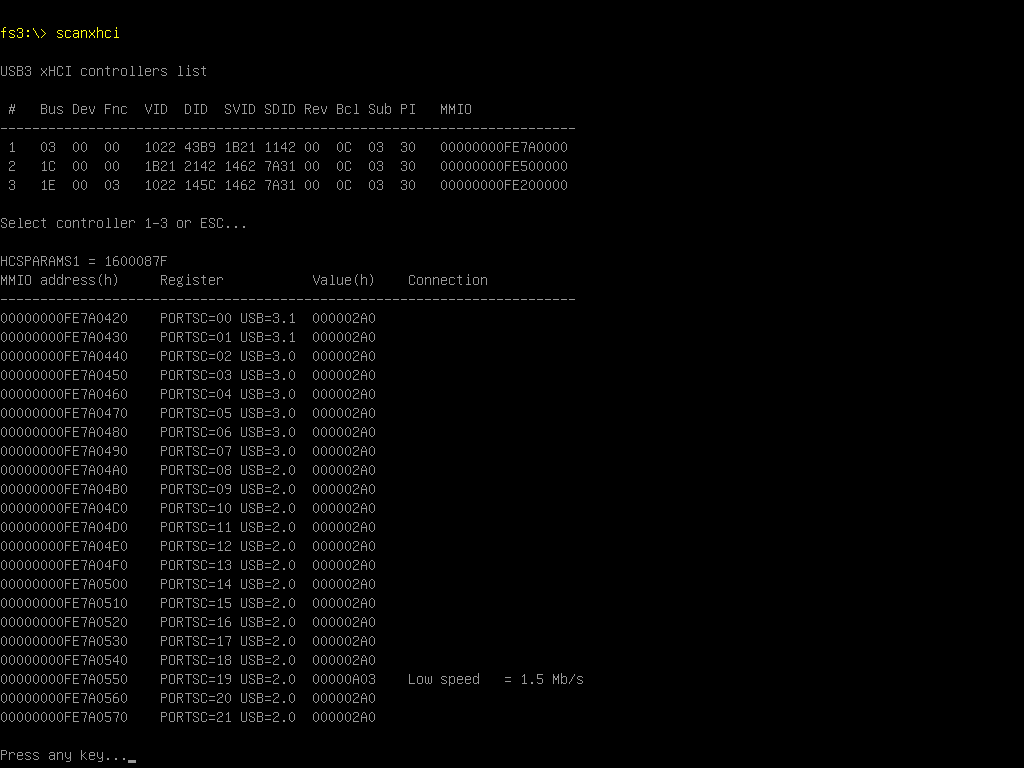 fs3:\> scanxhci
USB3 xHCI controllers list
#   Bus Dev Fnc  VID  DID  SVID SDID Rev Bcl Sub PI   MMIO
------------------------------------------------------------------------
1   03  00  00   1022 43B9 1B21 1142 00  0C  03  30   00000000FE7A0000
2   1C  00  00   1B21 2142 1462 7A31 00  0C  03  30   00000000FE500000
3   1E  00  03   1022 145C 1462 7A31 00  0C  03  30   00000000FE200000
Select controller 1-3 or ESC...
HCSPARAMS1 = 1600087F
MMIO address(h)     Register           Value(h)    Connection
------------------------------------------------------------------------
00000000FE7A0420    PORTSC=00 USB=3.1  000002A0
00000000FE7A0430    PORTSC=01 USB=3.1  000002A0
00000000FE7A0440    PORTSC=02 USB=3.0  000002A0
00000000FE7A0450    PORTSC=03 USB=3.0  000002A0
00000000FE7A0460    PORTSC=04 USB=3.0  000002A0
00000000FE7A0470    PORTSC=05 USB=3.0  000002A0
00000000FE7A0480    PORTSC=06 USB=3.0  000002A0
00000000FE7A0490    PORTSC=07 USB=3.0  000002A0
00000000FE7A04A0    PORTSC=08 USB=2.0  000002A0
00000000FE7A04B0    PORTSC=09 USB=2.0  000002A0
00000000FE7A04C0    PORTSC=10 USB=2.0  000002A0
00000000FE7A04D0    PORTSC=11 USB=2.0  000002A0
00000000FE7A04E0    PORTSC=12 USB=2.0  000002A0
00000000FE7A04F0    PORTSC=13 USB=2.0  000002A0
00000000FE7A0500    PORTSC=14 USB=2.0  000002A0
00000000FE7A0510    PORTSC=15 USB=2.0  000002A0
00000000FE7A0520    PORTSC=16 USB=2.0  000002A0
00000000FE7A0530    PORTSC=17 USB=2.0  000002A0
00000000FE7A0540    PORTSC=18 USB=2.0  000002A0
00000000FE7A0550    PORTSC=19 USB=2.0  00000A03    Low speed   = 1.5 Mb/s
00000000FE7A0560    PORTSC=20 USB=2.0  000002A0
00000000FE7A0570    PORTSC=21 USB=2.0  000002A0
Press any key..._